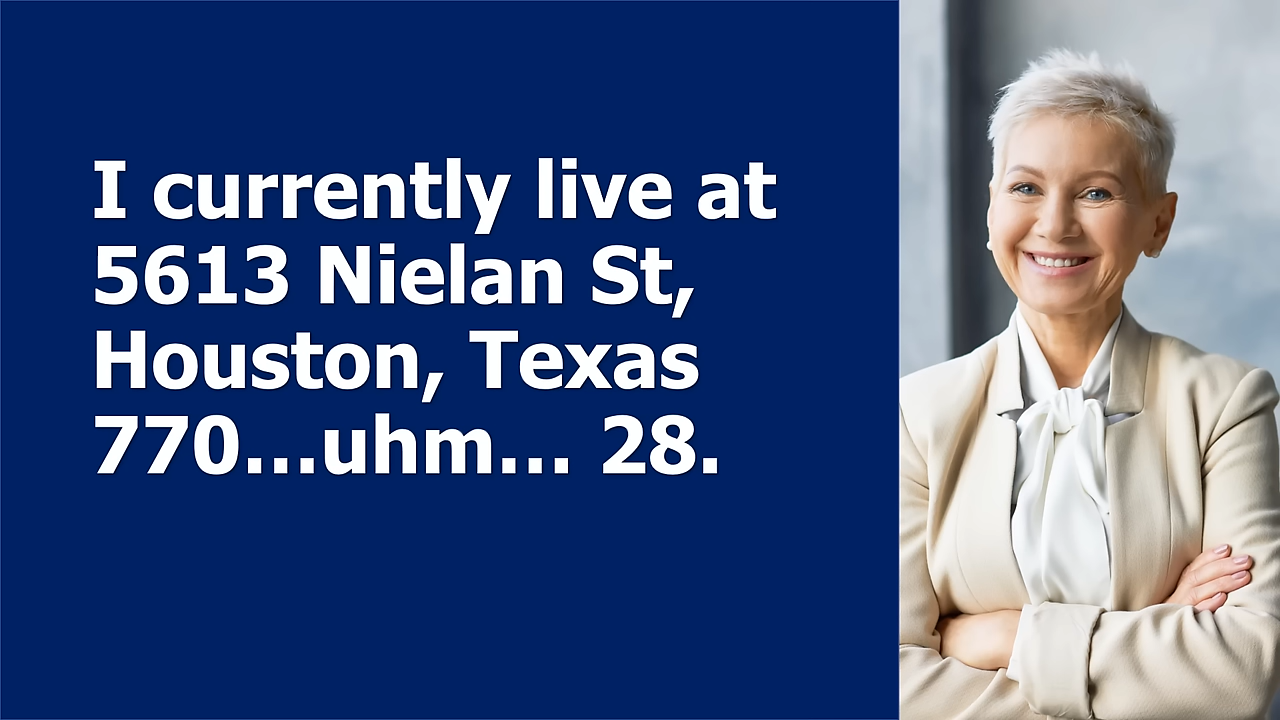 I currently live at
5613 Nielan St,
Houston, Texas
770...uhm... 28.